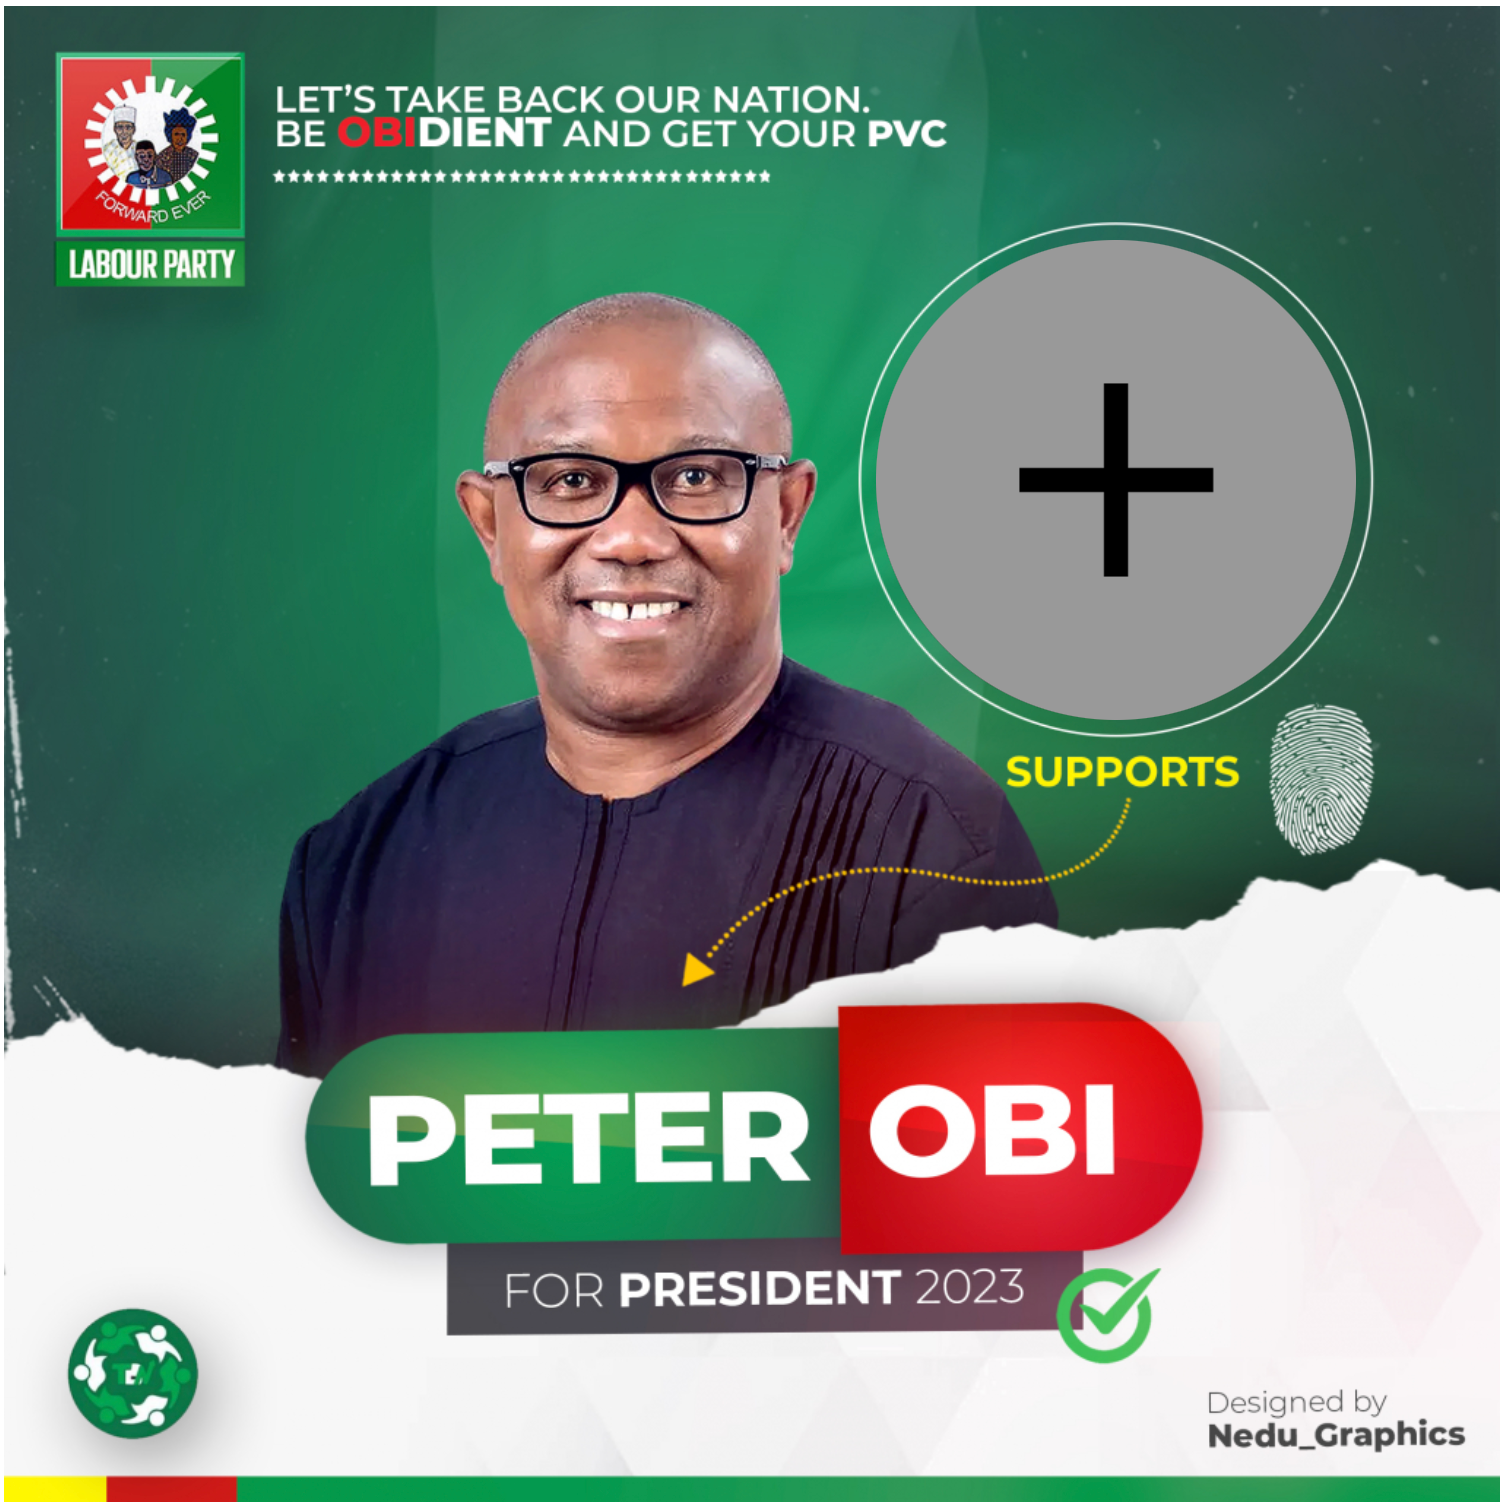 LET'S TAKE BACK OUR NATION.
BE OBIDIENT AND GET YOUR PVC
FORWARD EVER
LABOUR PARTY
SUPPORTS
PETER OBI
FOR PRESIDENT 2023
Designed by
Nedu_Graphics